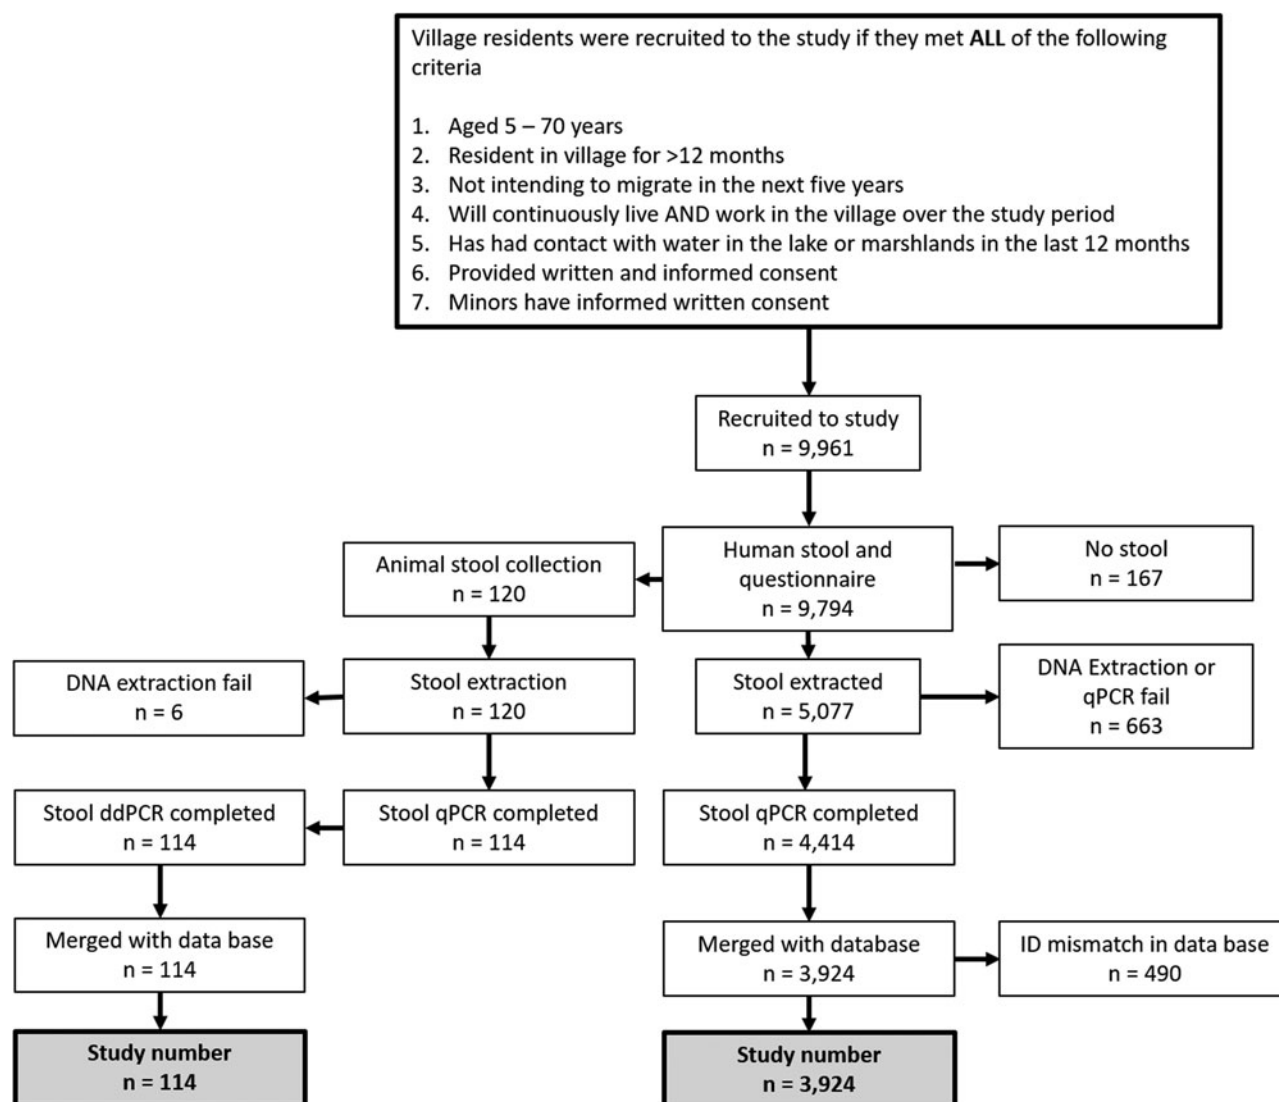 Village residents were recruited to the study if they met ALL of the following
criteria
1. Aged 5 – 70 years
2. Resident in village for >12 months
3. Not intending to migrate in the next five years
4. Will continuously live AND work in the village over the study period
5. Has had contact with water in the lake or marshlands in the last 12 months
6. Provided written and informed consent
7. Minors have informed written consent
Recruited to study
n = 9,961
Animal stool collection
n = 120
Human stool and
questionnaire
n = 9,794
No stool
n = 167
DNA extraction fail
n = 6
Stool extraction
n = 120
Stool extracted
n = 5,077
DNA Extraction or
qPCR fail
n = 663
Stool ddPCR completed
n = 114
Stool qPCR completed
n = 114
Stool qPCR completed
n = 4,414
Merged with data base
n = 114
Merged with database
n = 3,924
ID mismatch in data base
n = 490
Study number
n = 114
Study number
n = 3,924